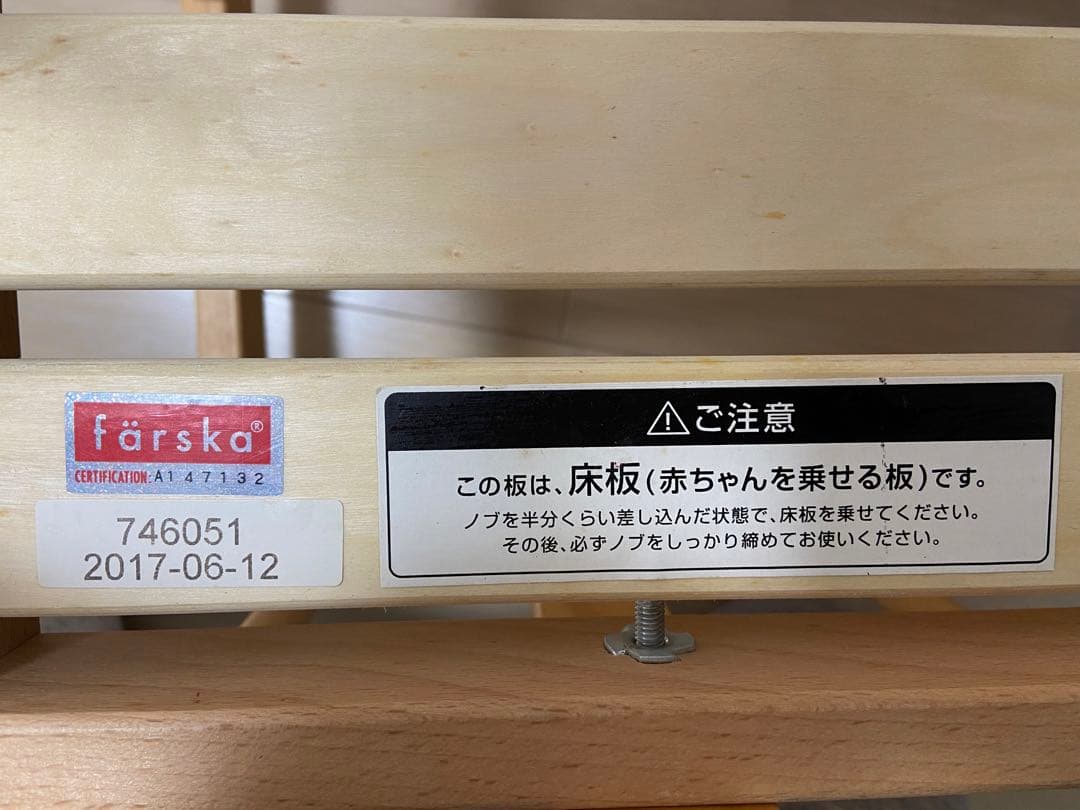 färska®
CERTIFICATION: A147132
746051
2017-06-12
⚠ご注意
この板は、床板(赤ちゃんを乗せる板)です。
ノブを半分くらい差し込んだ状態で、床板を乗せてください。
その後、必ずノブをしっかり締めてお使いください。